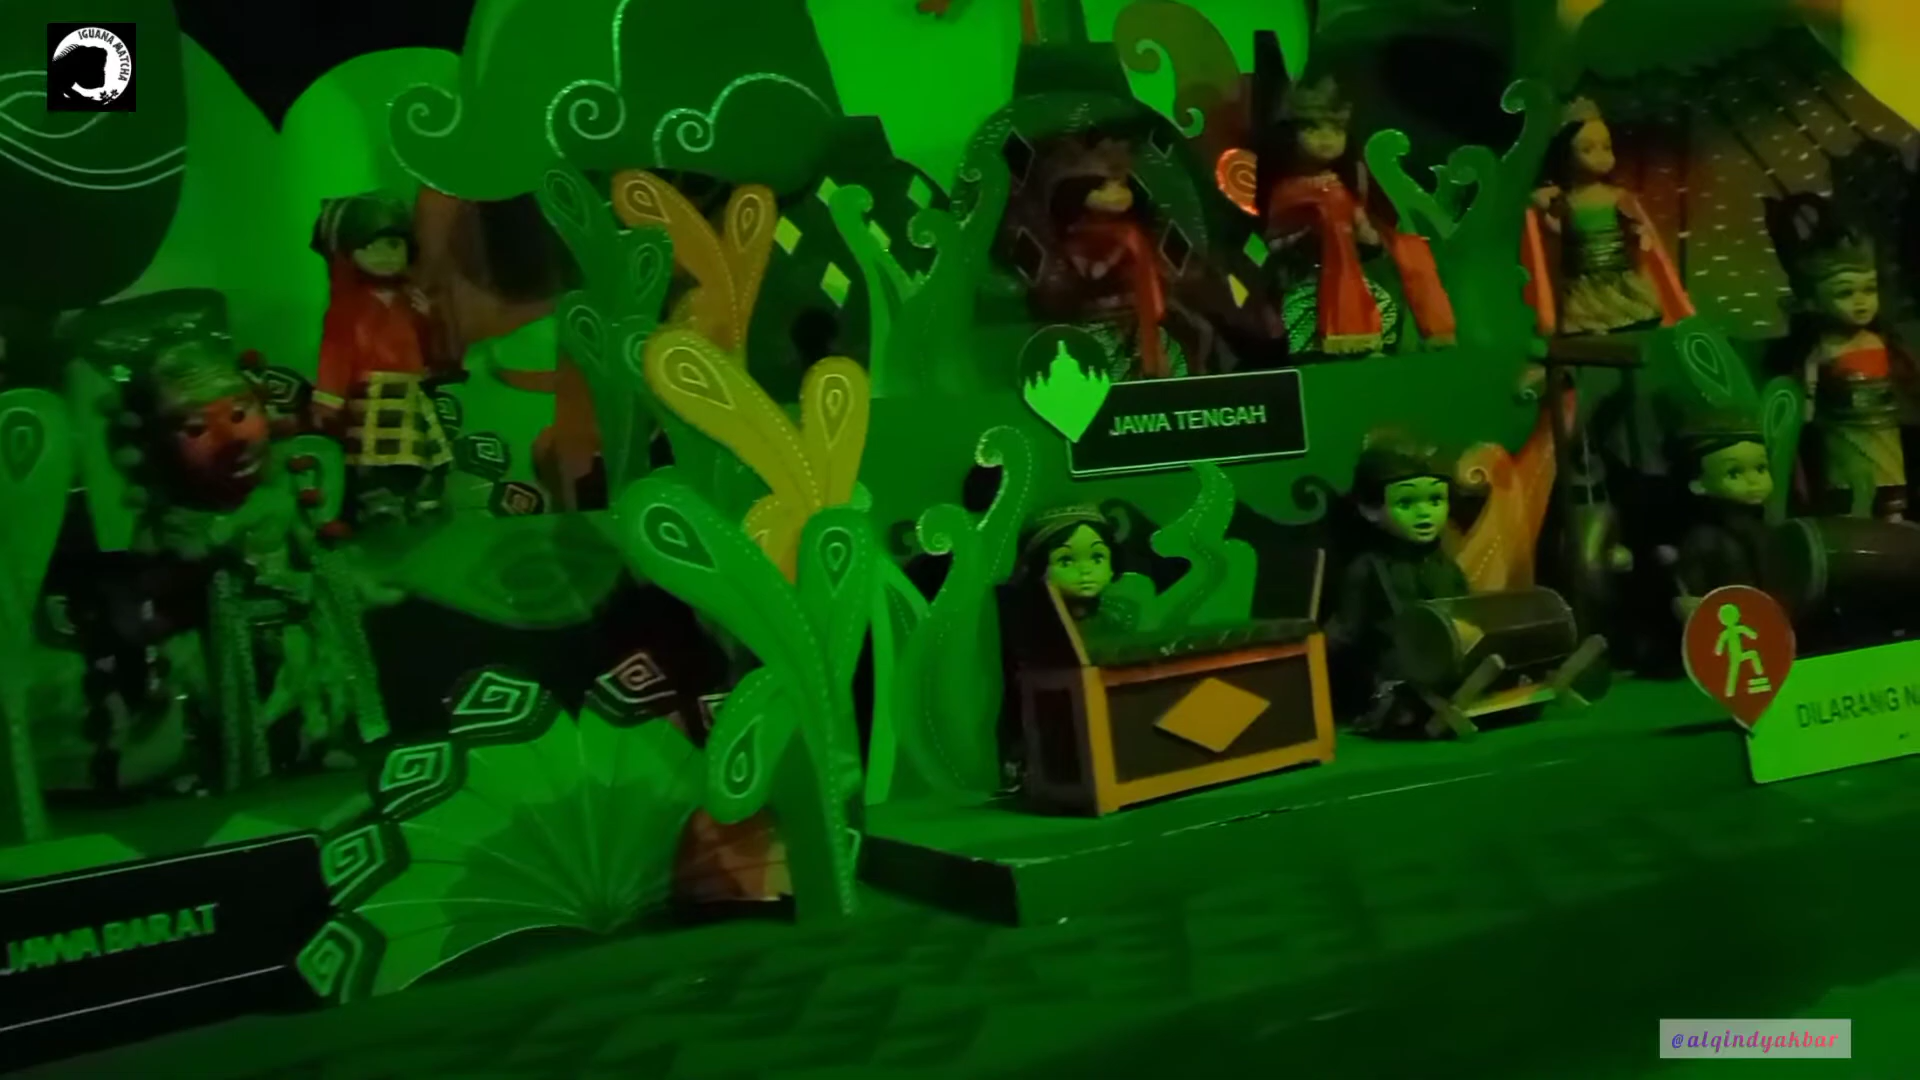 IGUANA MATCHA
JAWA TENGAH
DILARANG
JAWA BARAT
@alqindyakbar